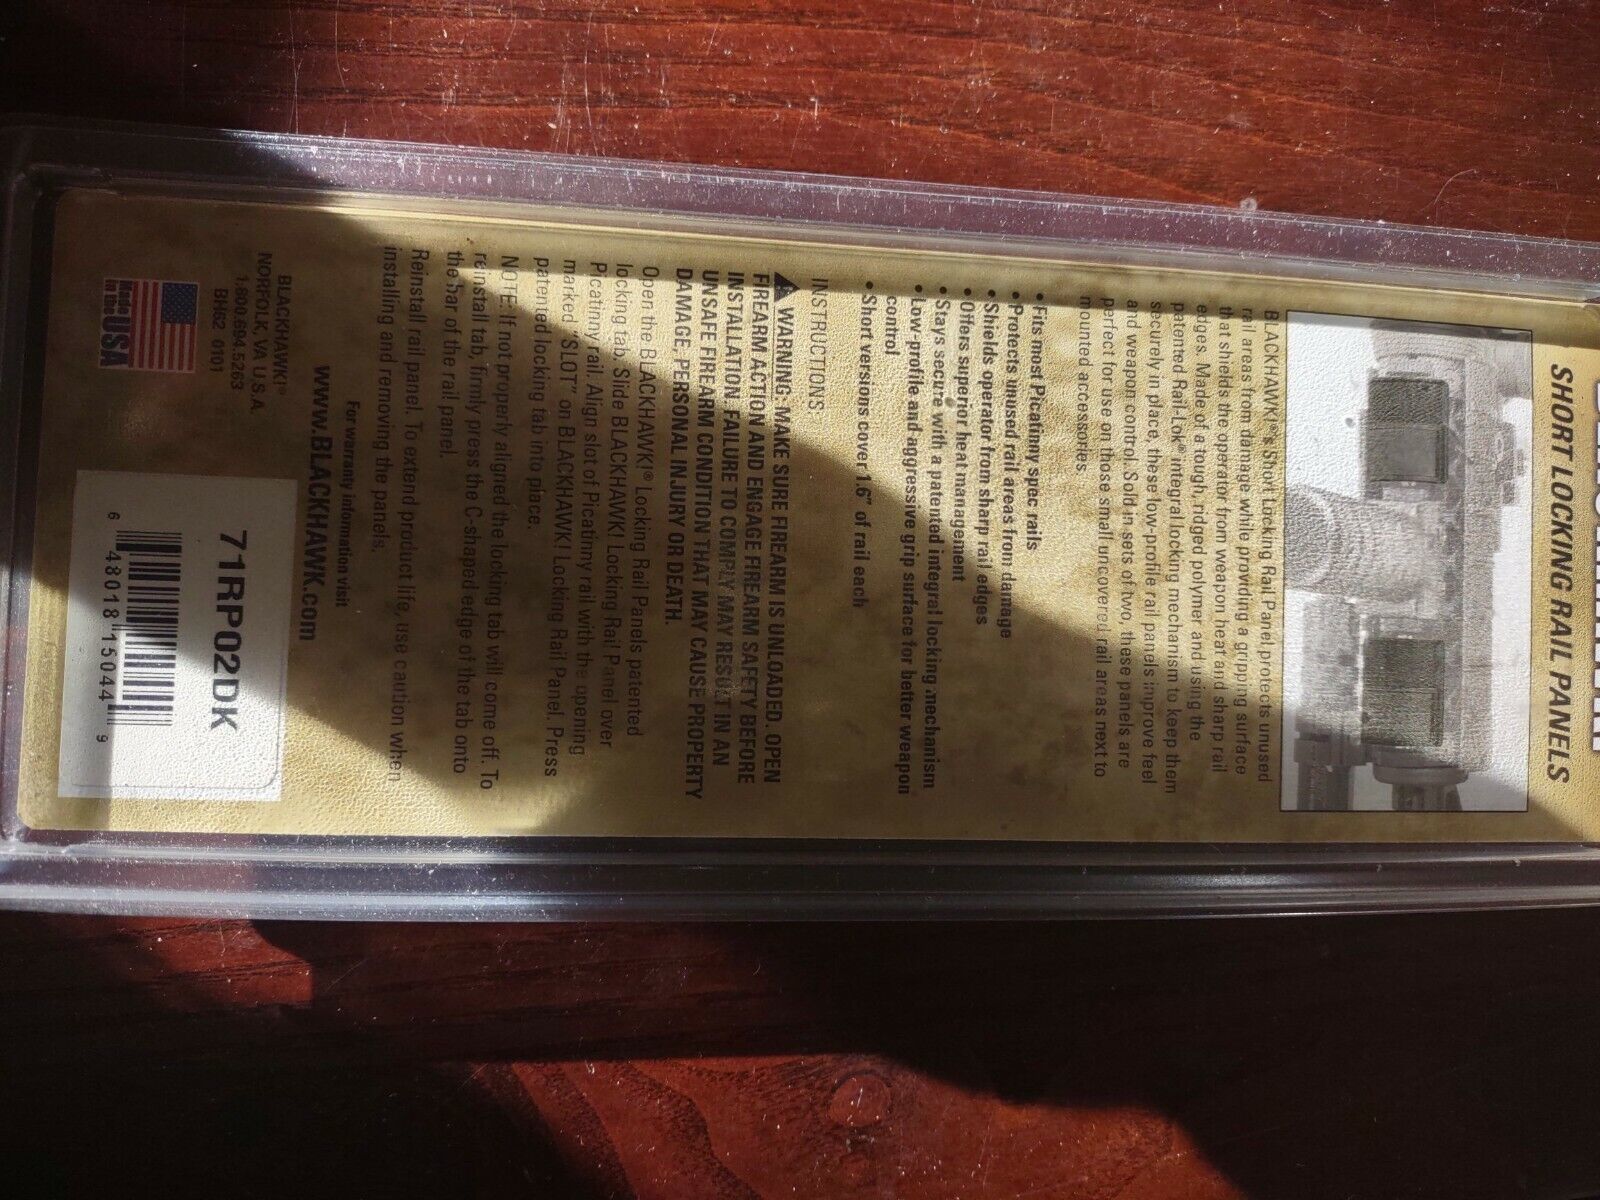 SHORT LOCKING RAIL PANELS
BLACKHAWK!®'s Short Locking Rail Panel protects unused
rail areas from damage while providing a gripping surface
that shields the operator from weapon heat and sharp rail
edges. Made of a tough, ridged polymer and using the
patented Rail-Lok® integral locking mechanism to keep them
securely in place, these low-profile rail panels improve feel
and weapon control. Sold in sets of two, these panels are
perfect for use on those small uncovered rail areas next to
mounted accessories.
• Fits most Picatinny spec rails
• Protects unused rail areas from damage
• Shields operator from sharp rail edges
• Offers superior heat management
• Stays secure with a patented integral locking mechanism
• Low-profile and aggressive grip surface for better weapon
control
• Short versions cover 1.6" of rail each
INSTRUCTIONS
WARNING: MAKE SURE FIREARM IS UNLOADED. OPEN
FIREARM ACTION AND ENGAGE FIREARM SAFETY BEFORE
INSTALLATION. FAILURE TO COMPLY MAY RESULT IN AN
UNSAFE FIREARM CONDITION THAT MAY CAUSE PROPERTY
DAMAGE, PERSONAL INJURY OR DEATH.
Open the BLACKHAWK!® Locking Rail Panels patented
locking tab. Slide BLACKHAWK! Locking Rail Panel over
Picatinny rail. Align slot of Picatinny rail with the opening
marked "SLOT" on BLACKHAWK! Locking Rail Panel. Press
patented locking tab into place.
NOTE: If not properly aligned the locking tab will come off. To
reinstall tab, firmly press the C-shaped edge of the tab onto
the bar of the rail panel.
Reinstall rail panel. To extend product life, use caution when
installing and removing the panels.
For warranty information visit
www.BLACKHAWK.com
BLACKHAWK!®
NORFOLK, VA U.S.A.
1.800.694.5263
BH62 0101
Made
in the USA
71RP02DK
6 48018 15044 9